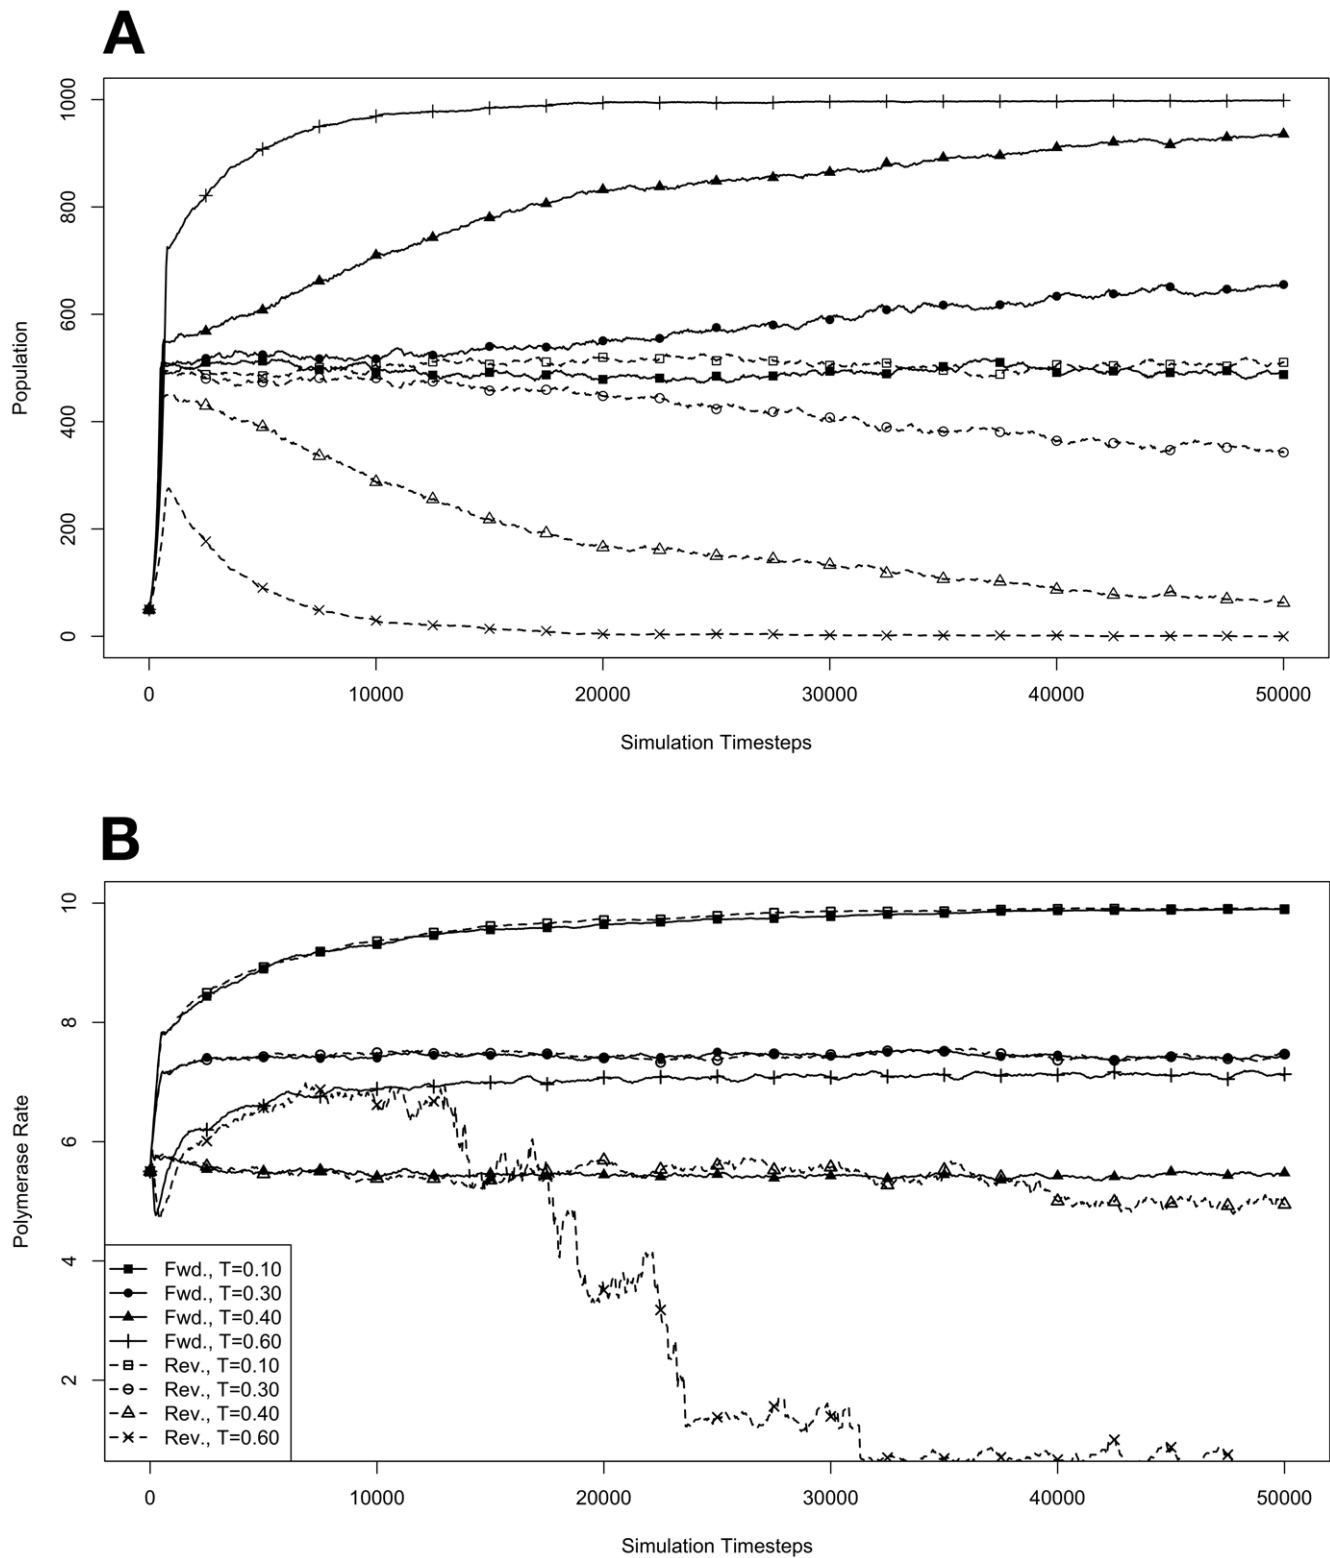 A
1000
800
600
400
200
0
Population
0 10000 20000 30000 40000 50000
Simulation Timesteps
B
10
8
6
4
2
Polymerase Rate
Fwd., T=0.10
Fwd., T=0.30
Fwd., T=0.40
Fwd., T=0.60
Rev., T=0.10
Rev., T=0.30
Rev., T=0.40
Rev., T=0.60
0 10000 20000 30000 40000 50000
Simulation Timesteps